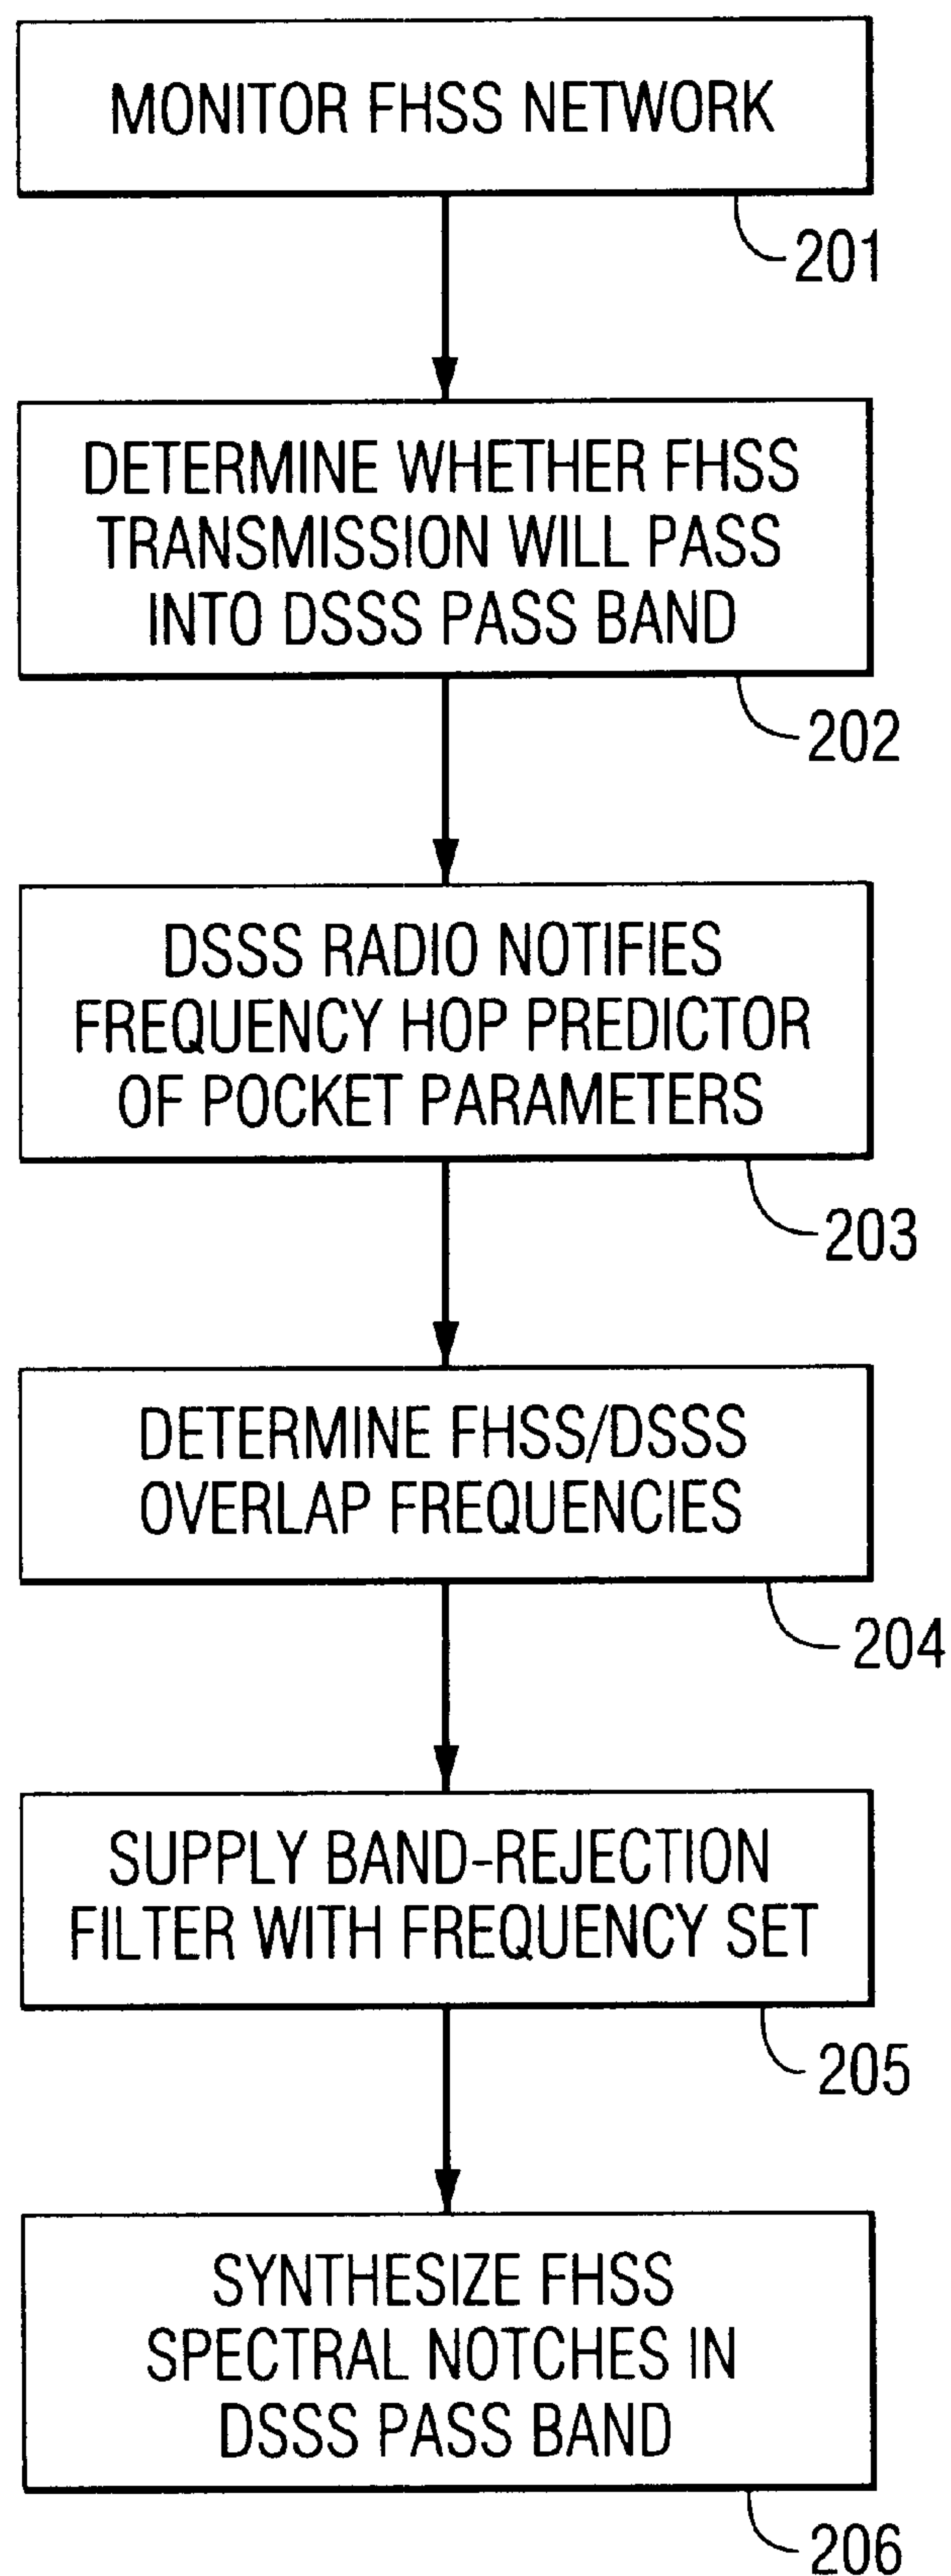 MONITOR FHSS NETWORK
201
DETERMINE WHETHER FHSS
TRANSMISSION WILL PASS
INTO DSSS PASS BAND
202
DSSS RADIO NOTIFIES
FREQUENCY HOP PREDICTOR
OF POCKET PARAMETERS
203
DETERMINE FHSS/DSSS
OVERLAP FREQUENCIES
204
SUPPLY BAND-REJECTION
FILTER WITH FREQUENCY SET
205
SYNTHESIZE FHSS
SPECTRAL NOTCHES IN
DSSS PASS BAND
206